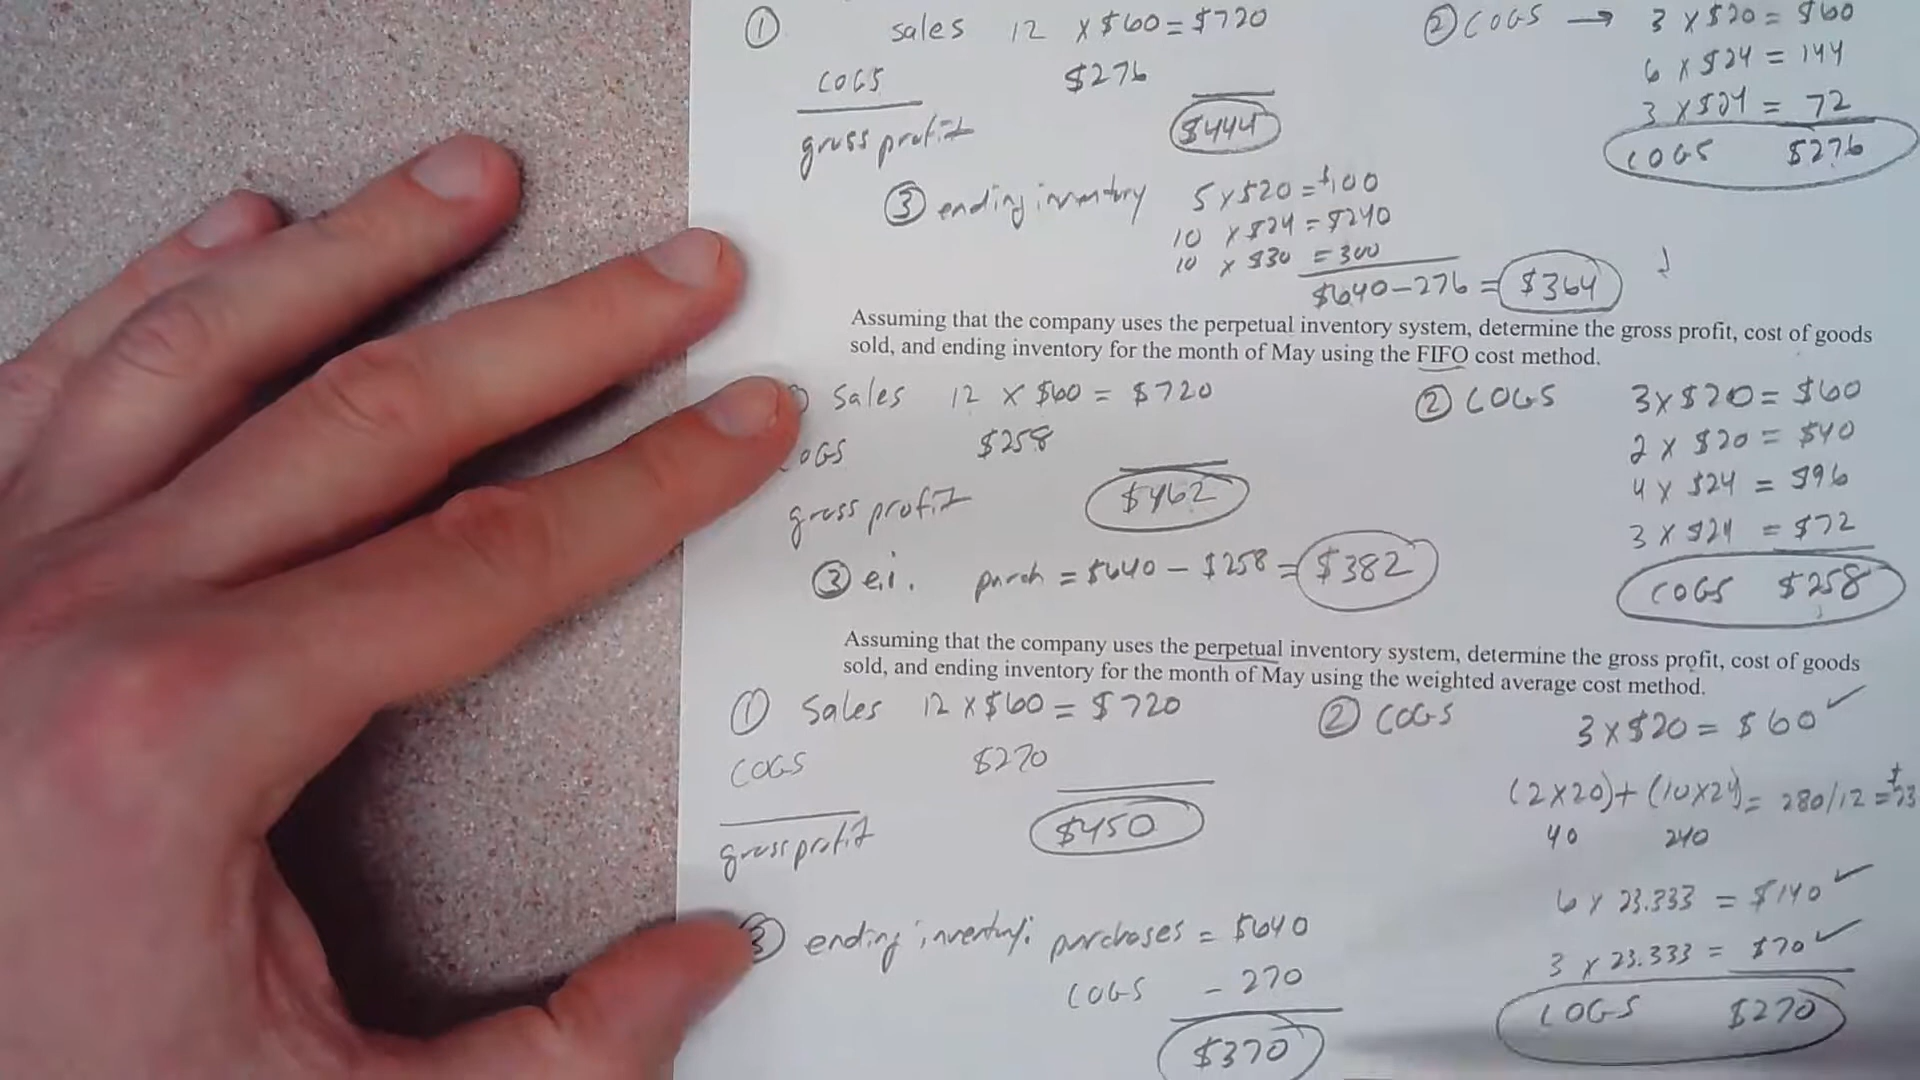 ① sales 12 x $60 = $720
COGS $276
gross profit $444
② COGS → 3 x $20 = $60
6 x $24 = 144
3 x $24 = 72
COGS $276
③ ending inventory 5 x $20 = $100
10 x $24 = $240
10 x $30 = 300
$640 - 276 = $364
Assuming that the company uses the perpetual inventory system, determine the gross profit, cost of goods
sold, and ending inventory for the month of May using the FIFO cost method.
Sales 12 x $60 = $720
OGS $258
gross profit $462
② COGS 3 x $20 = $60
2 x $20 = $40
4 x $24 = $96
3 x $24 = $72
COGS $258
③ e.i. purch = $640 - $258 = $382
Assuming that the company uses the perpetual inventory system, determine the gross profit, cost of goods
sold, and ending inventory for the month of May using the weighted average cost method.
① Sales 12 x $60 = $720
COGS $270
gross profit $450
② COGS 3 x $20 = $60 ✓
(2x20) + (10x24) = 280/12 = $23
40 240
6 x 23.333 = $140 ✓
3 x 23.333 = $70 ✓
COGS $270
③ ending inventory: purchases = $640
COGS - 270
$370